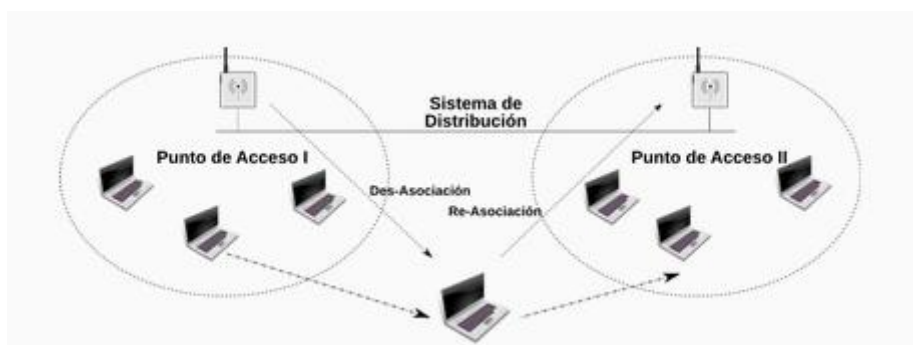 Sistema de
Distribución
Punto de Acceso I
Punto de Acceso II
Des-Asociación
Re-Asociación